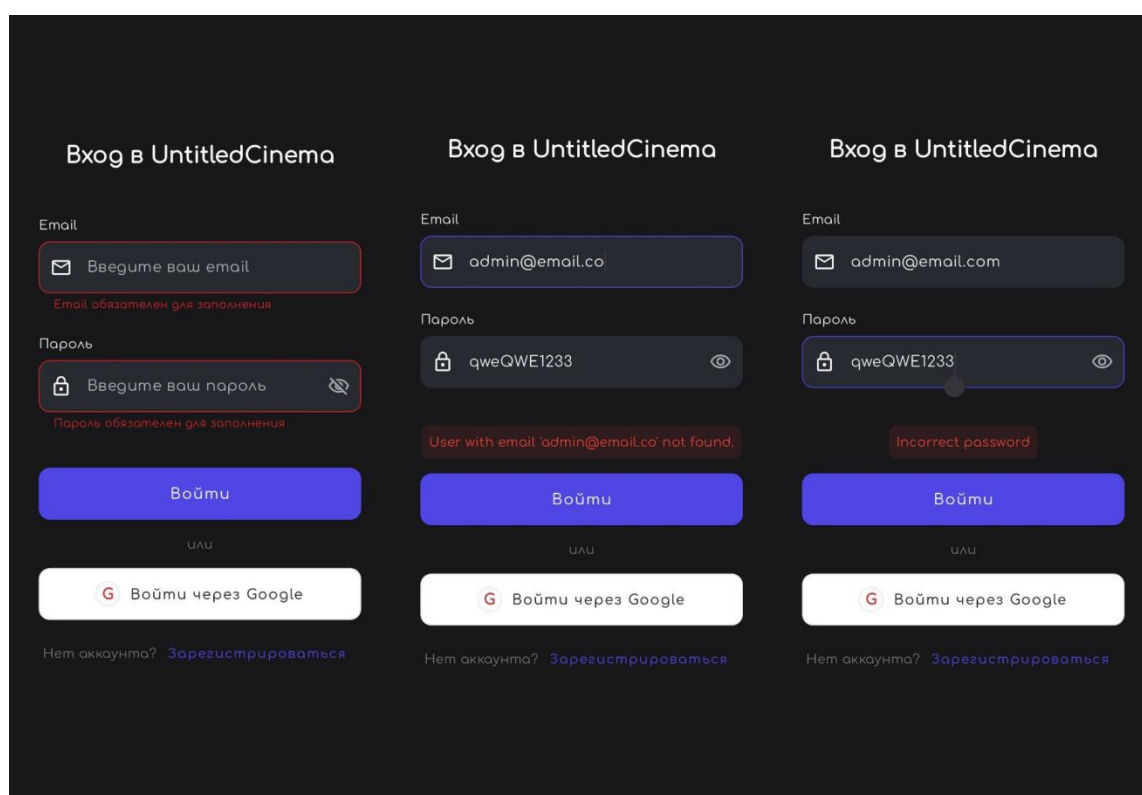 Вход в UntitledCinema
Email
Введите ваш email
Email обязателен для заполнения
Пароль
Введите ваш пароль
Пароль обязателен для заполнения
Войти
или
G Войти через Google
Нет аккаунта? Зарегистрироваться
Вход в UntitledCinema
Email
admin@email.co
Пароль
qweQWE1233
User with email 'admin@email.co' not found.
Войти
или
G Войти через Google
Нет аккаунта? Зарегистрироваться
Вход в UntitledCinema
Email
admin@email.com
Пароль
qweQWE1233
Incorrect password
Войти
или
G Войти через Google
Нет аккаунта? Зарегистрироваться